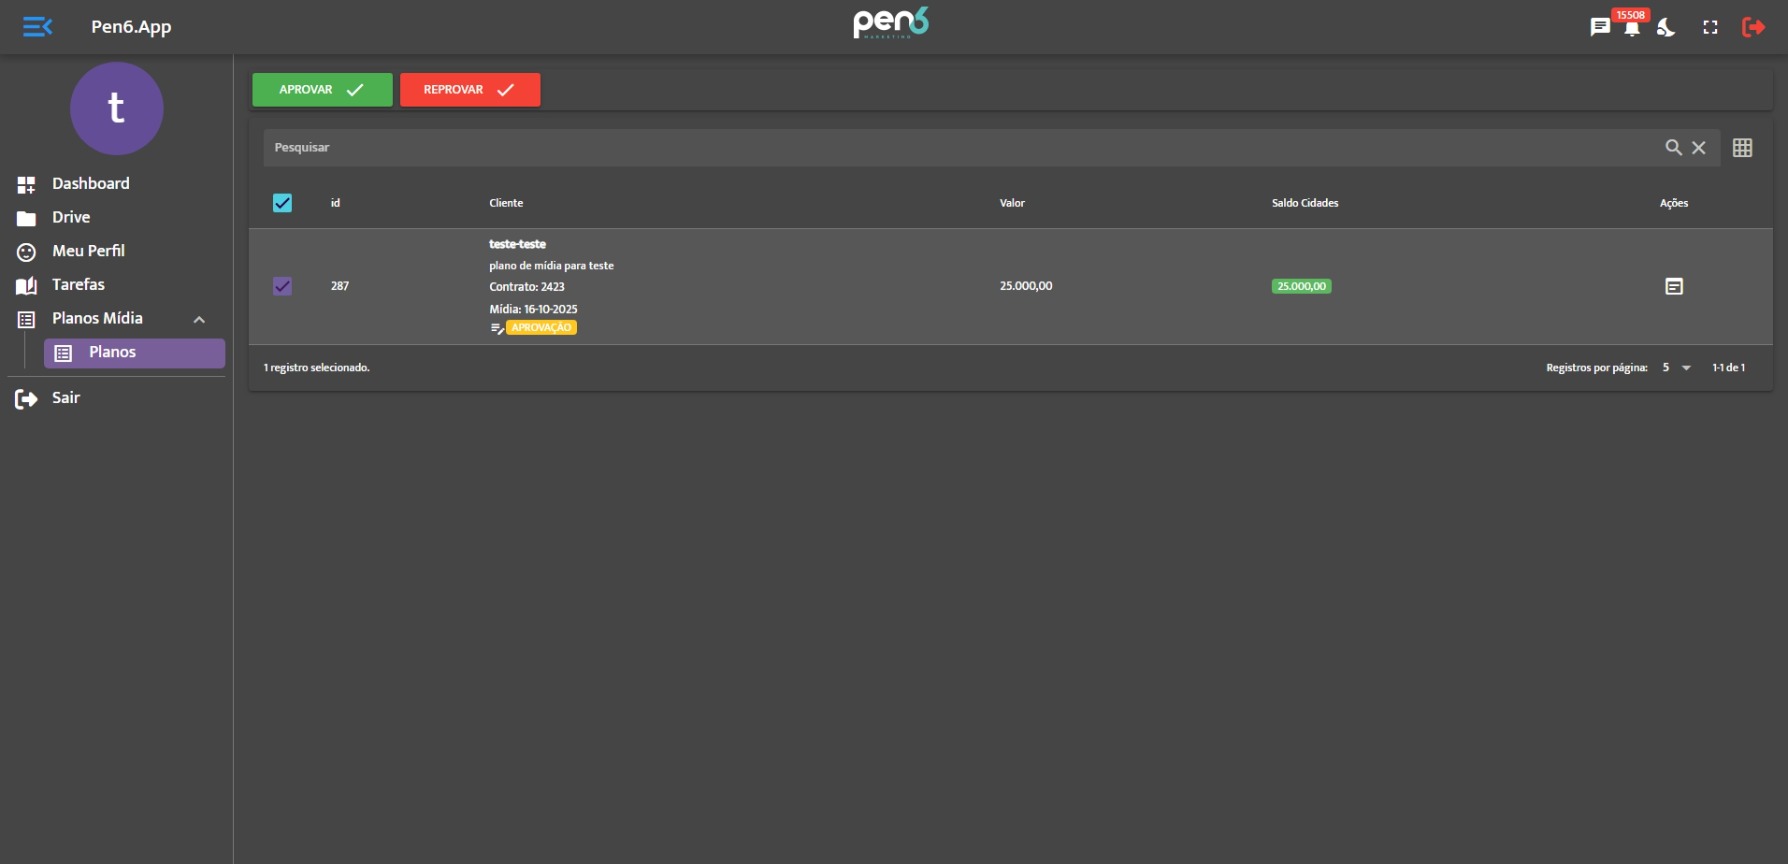 Pen6.App
pen6
MARKETING
15508
t
Dashboard
Drive
Meu Perfil
Tarefas
Planos Mídia
Planos
Sair
APROVAR
REPROVAR
Pesquisar
id Cliente Valor Saldo Cidades Ações
teste-teste
plano de mídia para teste
Contrato: 2423
Mídia: 16-10-2025
APROVAÇÃO
287
25.000,00
25.000,00
1 registro selecionado.
Registros por página: 5 1-1 de 1